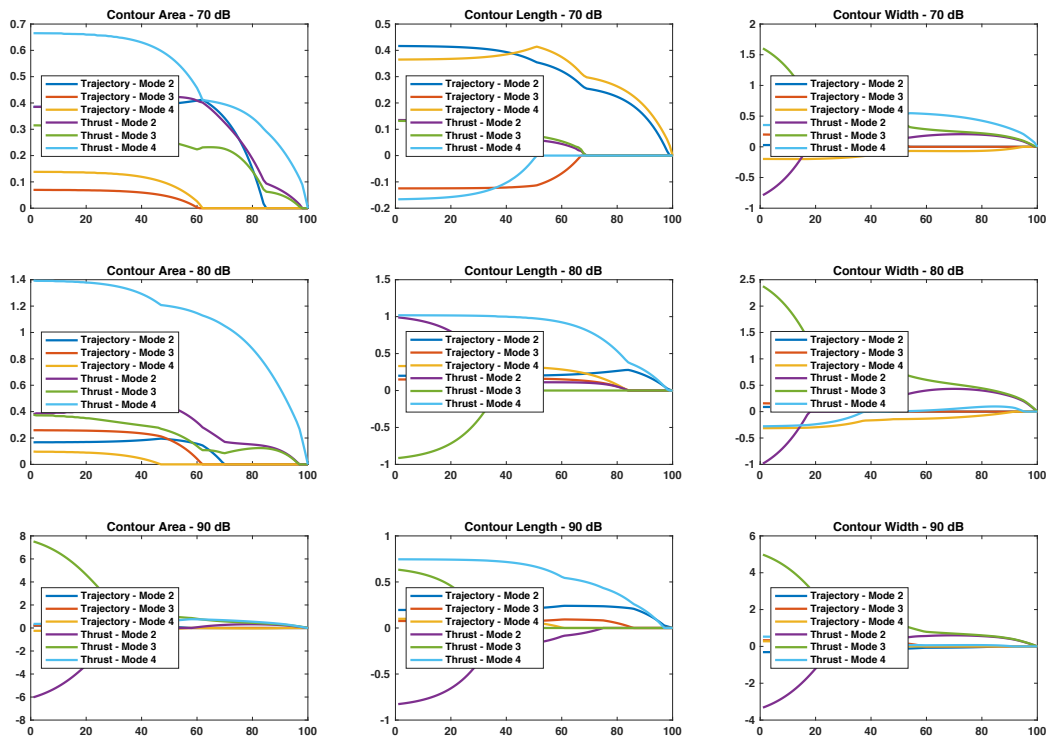 Contour Area - 70 dB
0.7
0.6
0.5
0.4
0.3
0.2
0.1
0
0 20 40 60 80 100
Trajectory - Mode 2
Trajectory - Mode 3
Trajectory - Mode 4
Thrust - Mode 2
Thrust - Mode 3
Thrust - Mode 4
Contour Length - 70 dB
0.5
0.4
0.3
0.2
0.1
0
-0.1
-0.2
0 20 40 60 80 100
Trajectory - Mode 2
Trajectory - Mode 3
Trajectory - Mode 4
Thrust - Mode 2
Thrust - Mode 3
Thrust - Mode 4
Contour Width - 70 dB
2
1.5
1
0.5
0
-0.5
-1
0 20 40 60 80 100
Trajectory - Mode 2
Trajectory - Mode 3
Trajectory - Mode 4
Thrust - Mode 2
Thrust - Mode 3
Thrust - Mode 4
Contour Area - 80 dB
1.4
1.2
1
0.8
0.6
0.4
0.2
0
0 20 40 60 80 100
Trajectory - Mode 2
Trajectory - Mode 3
Trajectory - Mode 4
Thrust - Mode 2
Thrust - Mode 3
Thrust - Mode 4
Contour Length - 80 dB
1.5
1
0.5
0
-0.5
-1
0 20 40 60 80 100
Trajectory - Mode 2
Trajectory - Mode 3
Trajectory - Mode 4
Thrust - Mode 2
Thrust - Mode 3
Thrust - Mode 4
Contour Width - 80 dB
2.5
2
1.5
1
0.5
0
-0.5
-1
0 20 40 60 80 100
Trajectory - Mode 2
Trajectory - Mode 3
Trajectory - Mode 4
Thrust - Mode 2
Thrust - Mode 3
Thrust - Mode 4
Contour Area - 90 dB
8
6
4
2
0
-2
-4
-6
-8
0 20 40 60 80 100
Trajectory - Mode 2
Trajectory - Mode 3
Trajectory - Mode 4
Thrust - Mode 2
Thrust - Mode 3
Thrust - Mode 4
Contour Length - 90 dB
1
0.5
0
-0.5
-1
0 20 40 60 80 100
Trajectory - Mode 2
Trajectory - Mode 3
Trajectory - Mode 4
Thrust - Mode 2
Thrust - Mode 3
Thrust - Mode 4
Contour Width - 90 dB
6
4
2
0
-2
-4
0 20 40 60 80 100
Trajectory - Mode 2
Trajectory - Mode 3
Trajectory - Mode 4
Thrust - Mode 2
Thrust - Mode 3
Thrust - Mode 4